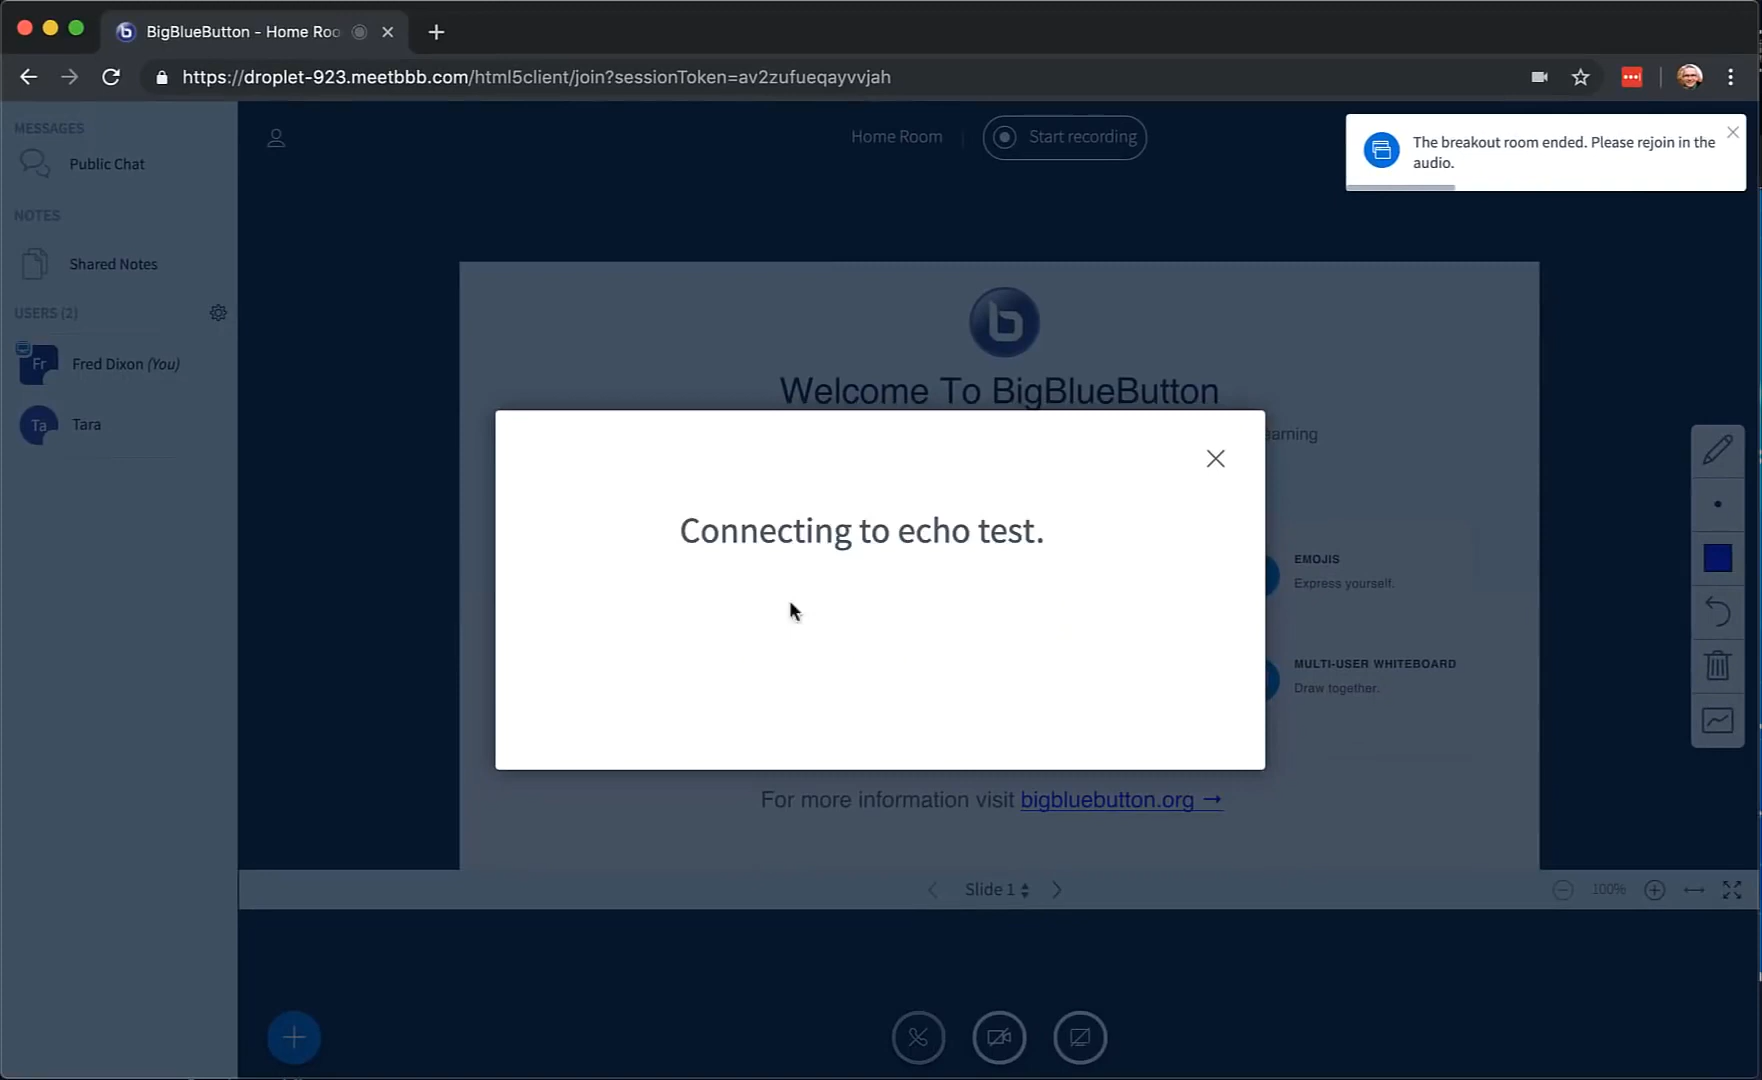 BigBlueButton - Home Roo
https://droplet-923.meetbbb.com/html5client/join?sessionToken=av2zufueqayvvjah
MESSAGES
Public Chat
NOTES
Shared Notes
USERS (2)
Fr Fred Dixon (You)
Ta Tara
Home Room
Start recording
The breakout room ended. Please rejoin in the
audio.
Welcome To BigBlueButton
earning
Connecting to echo test.
EMOJIS
Express yourself.
MULTI-USER WHITEBOARD
Draw together.
For more information visit bigbluebutton.org →
Slide 1
100%